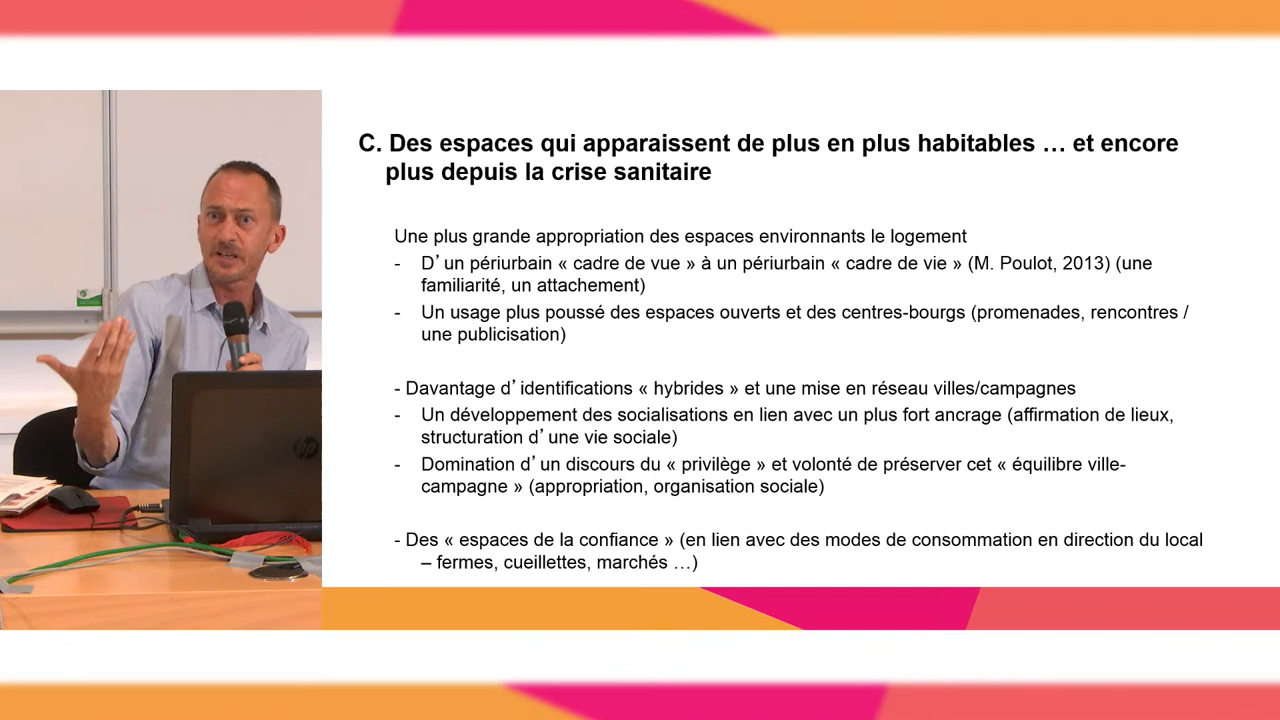 C. Des espaces qui apparaissent de plus en plus habitables … et encore
plus depuis la crise sanitaire
Une plus grande appropriation des espaces environnants le logement
- D’un périurbain « cadre de vue » à un périurbain « cadre de vie » (M. Poulot, 2013) (une
familiarité, un attachement)
- Un usage plus poussé des espaces ouverts et des centres-bourgs (promenades, rencontres /
une publicisation)
- Davantage d’identifications « hybrides » et une mise en réseau villes/campagnes
- Un développement des socialisations en lien avec un plus fort ancrage (affirmation de lieux,
structuration d’une vie sociale)
- Domination d’un discours du « privilège » et volonté de préserver cet « équilibre ville-
campagne » (appropriation, organisation sociale)
- Des « espaces de la confiance » (en lien avec des modes de consommation en direction du local
– fermes, cueillettes, marchés …)
hp